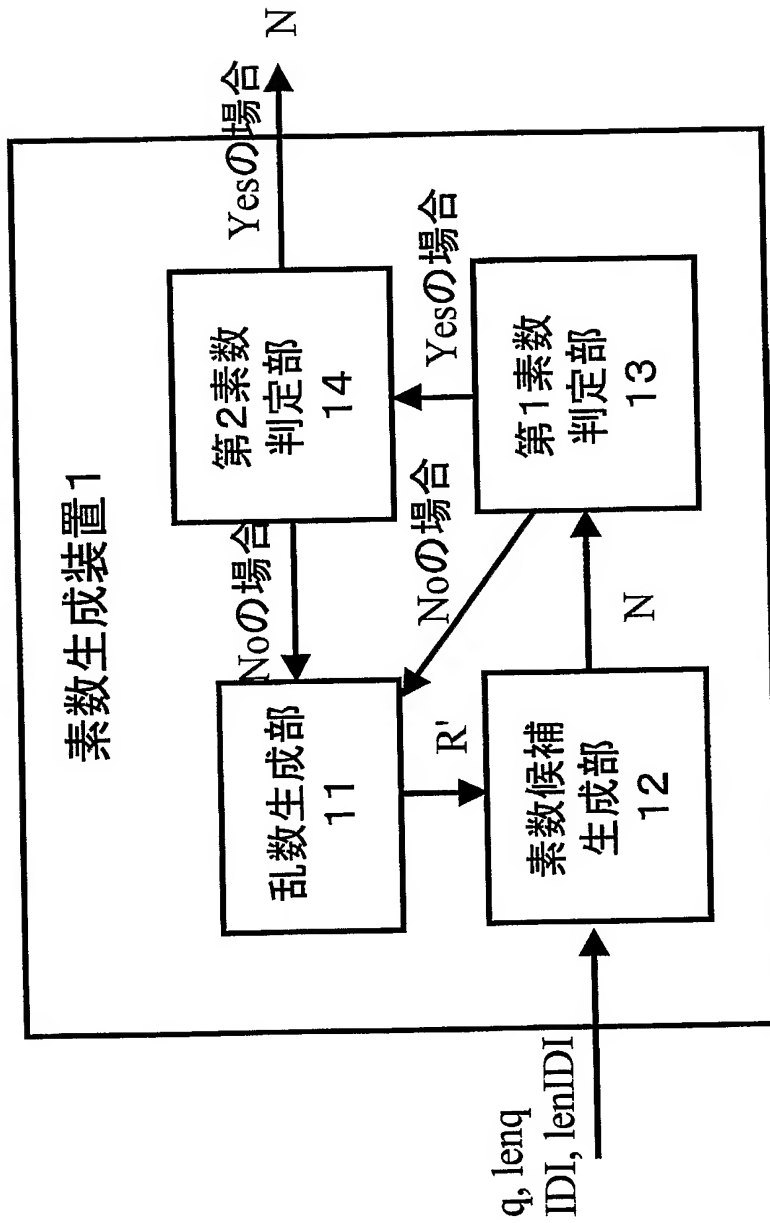 素数生成装置1
乱数生成部
11
Noの場合
第2素数
判定部
14
Yesの場合
N
R'
Noの場合
Yesの場合
q, lenq
IDI, lenIDI
素数候補
生成部
12
N
第1素数
判定部
13